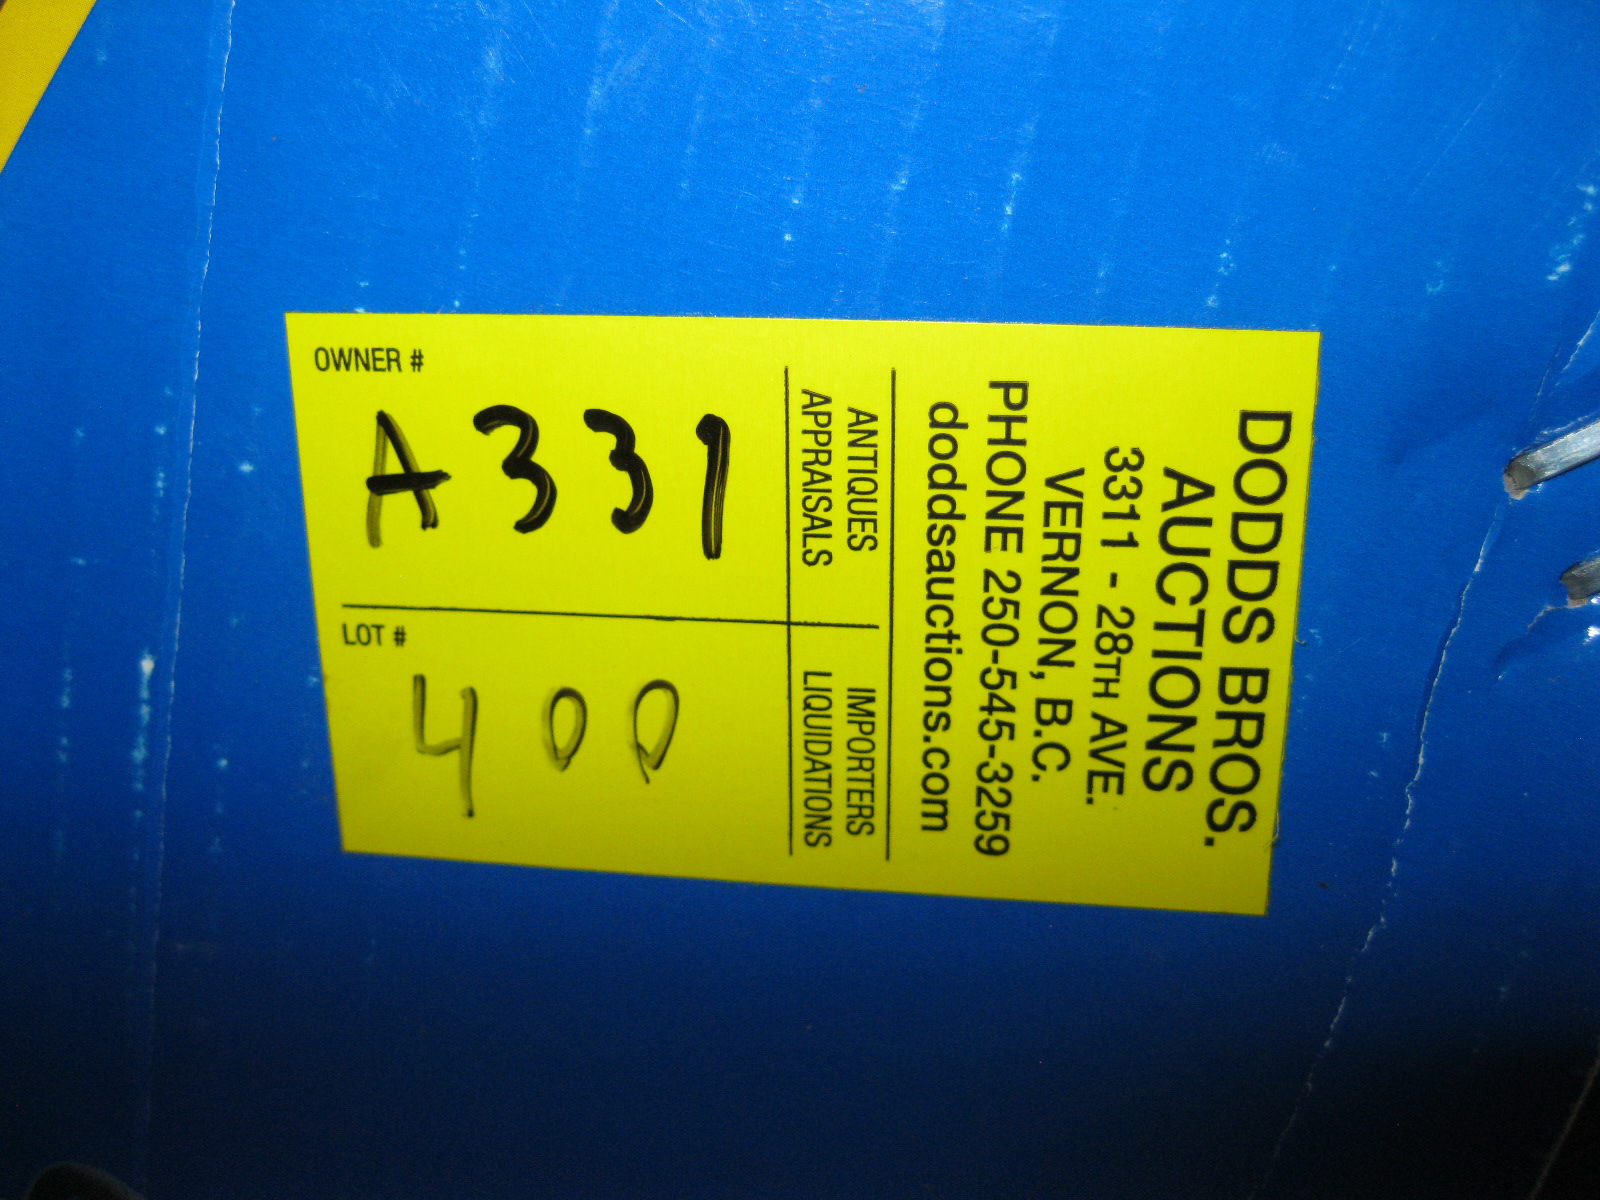 DODDS BROS.
AUCTIONS
3311 - 28TH AVE.
VERNON, B.C.
PHONE 250-545-3259
doddsauctions.com
ANTIQUES IMPORTERS
APPRAISALS LIQUIDATIONS
OWNER #
A331
LOT #
400